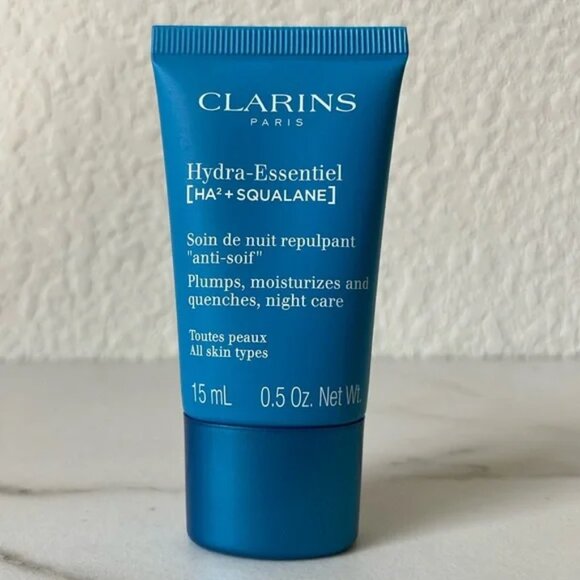 CLARINS
PARIS
Hydra-Essentiel
[HA² + SQUALANE]
Soin de nuit repulpant
"anti-soif"
Plumps, moisturizes and
quenches, night care
Toutes peaux
All skin types
15 mL 0.5 Oz. Net Wt.